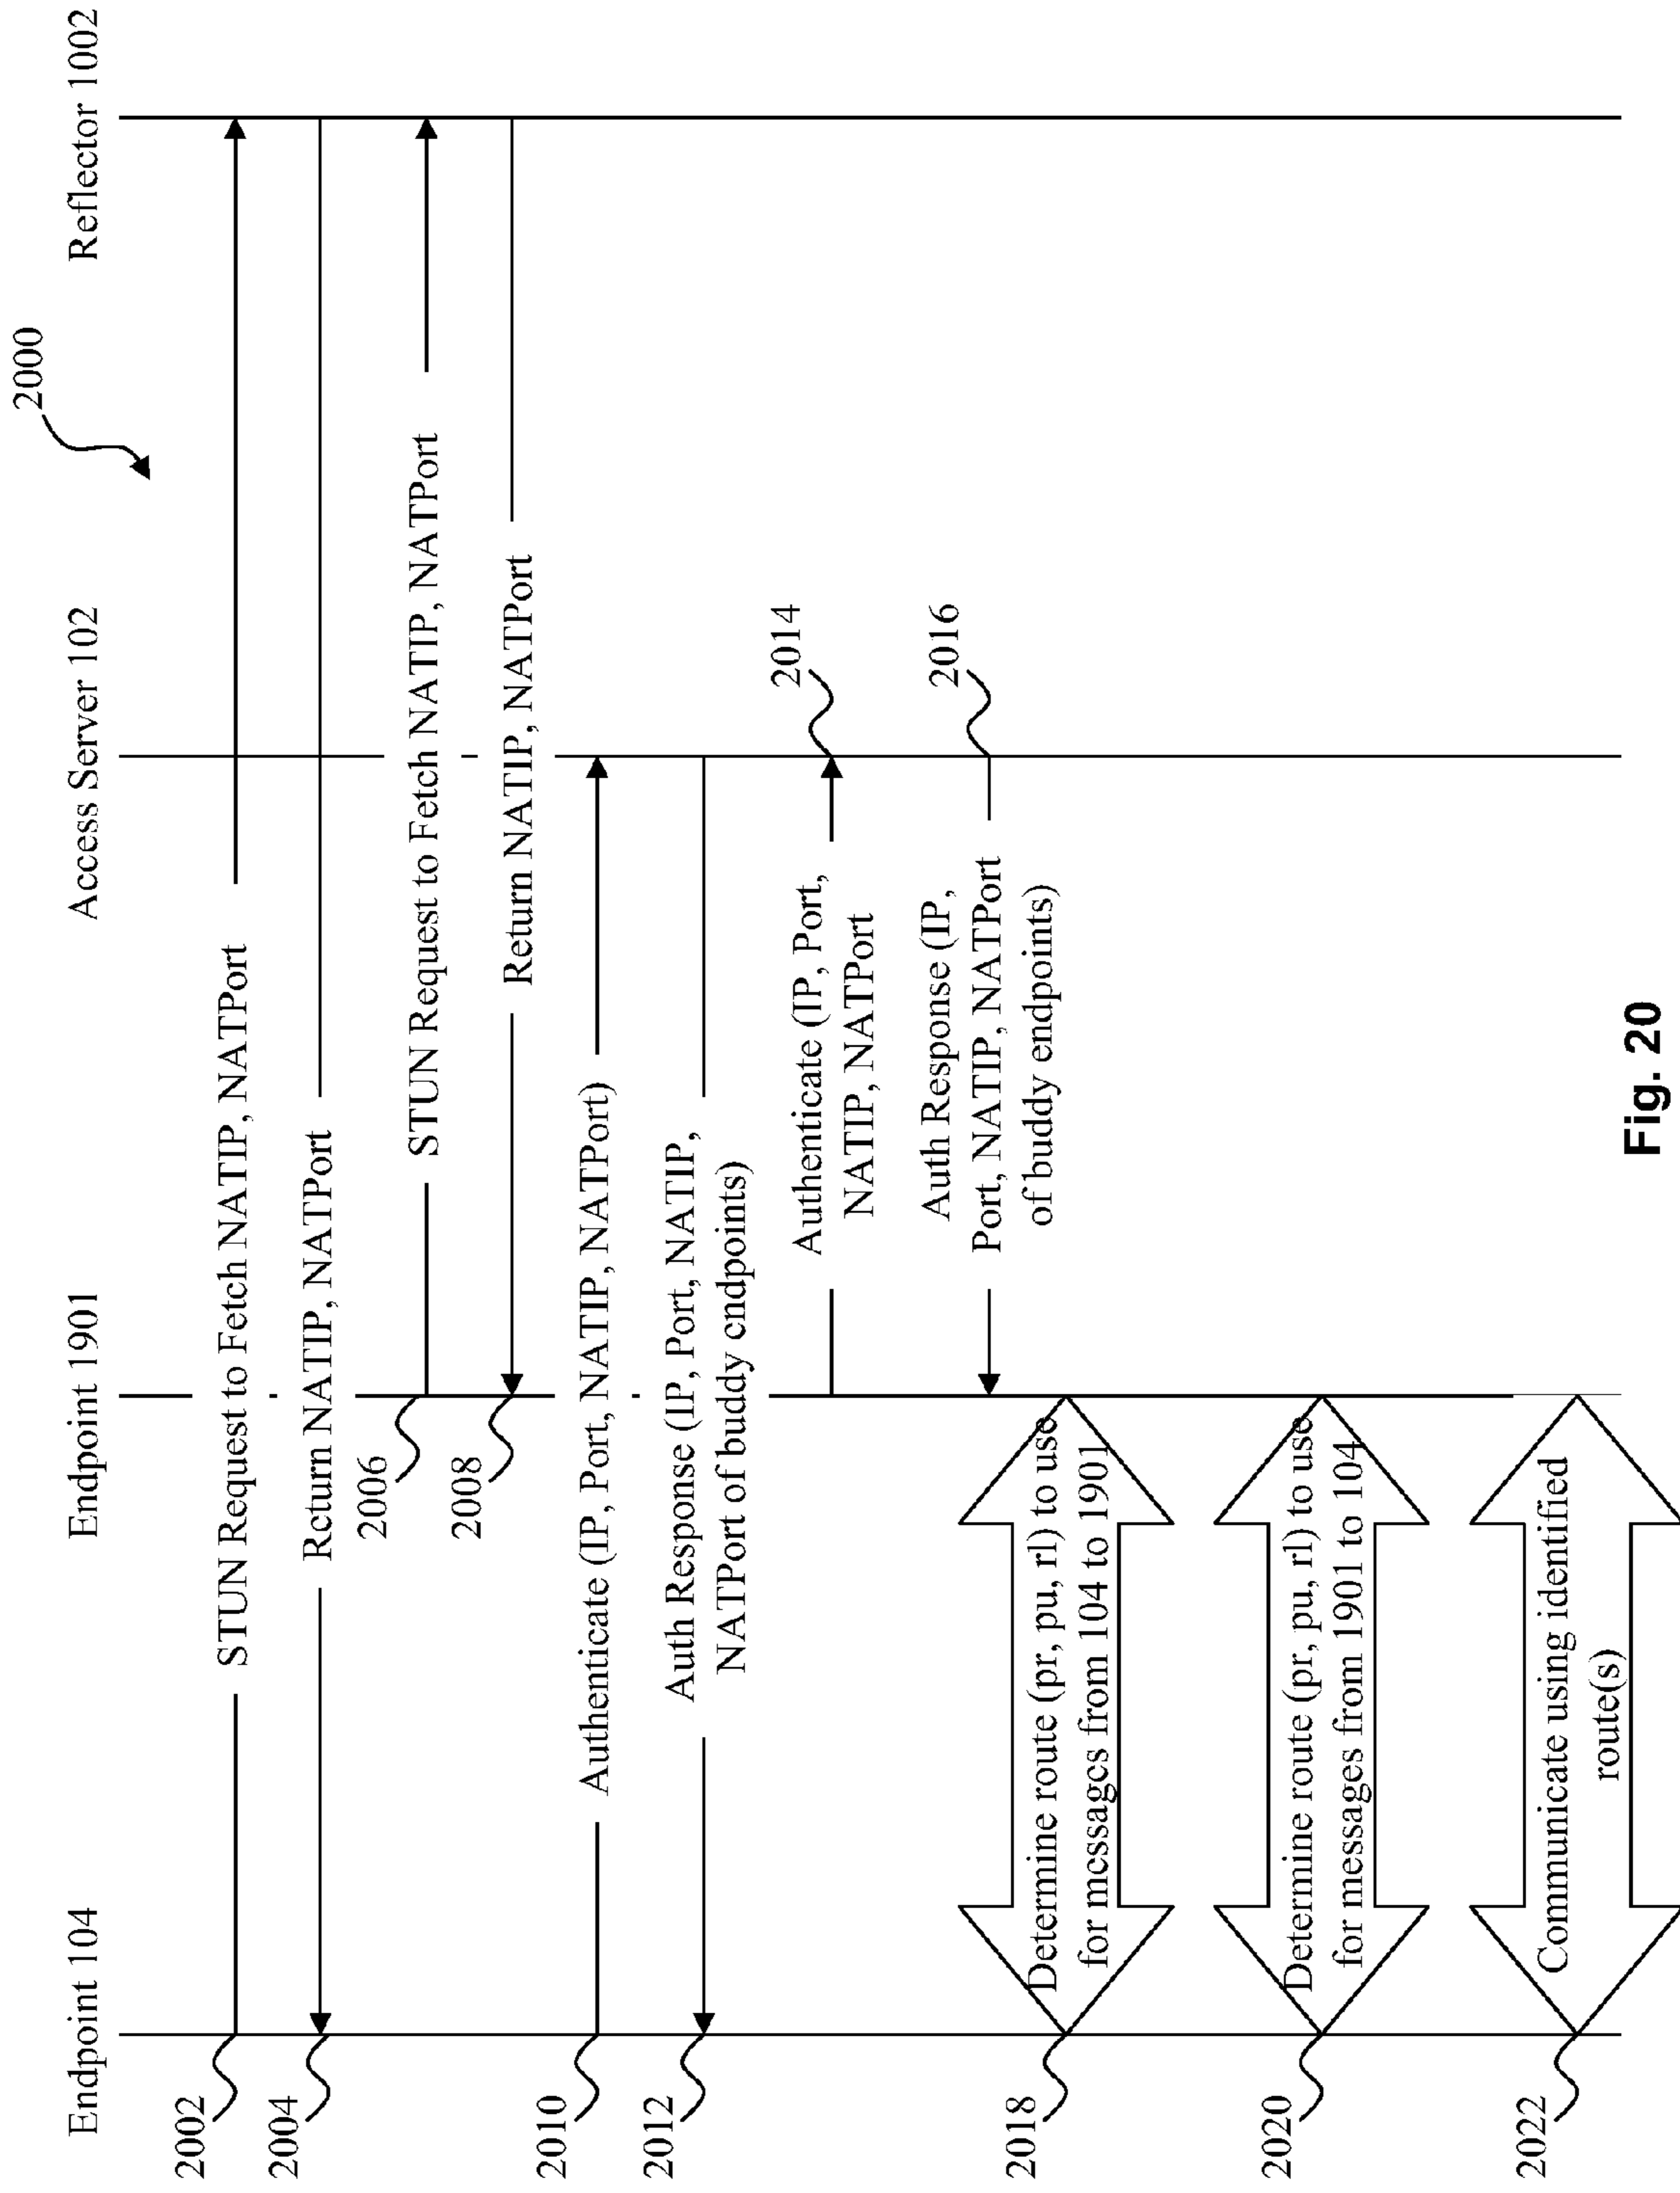 2000
Endpoint 104
Endpoint 1901
Access Server 102
Reflector 1002
2002
STUN Request to Fetch NATIP, NATPort
2004
Return NATIP, NATPort
2006
STUN Request to Fetch NATIP, NATPort
2008
Return NATIP, NATPort
2010
Authenticate (IP, Port, NATIP, NATPort)
2012
Auth Response (IP, Port, NATIP,
NATPort of buddy endpoints)
2014
Authenticate (IP, Port,
NATIP, NATPort
2016
Auth Response (IP,
Port, NATIP, NATPort
of buddy endpoints)
2018
Determine route (pr, pu, rl) to use
for messages from 104 to 1901
2020
Determine route (pr, pu, rl) to use
for messages from 1901 to 104
2022
Communicate using identified
route(s)
Fig. 20